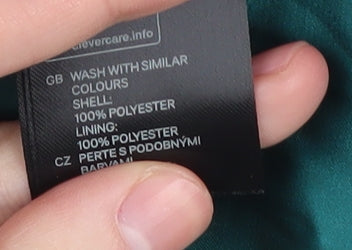 clevercare.info
GB WASH WITH SIMILAR
COLOURS
SHELL:
100% POLYESTER
LINING:
100% POLYESTER
CZ PERTE S PODOBNÝMI
BARVAMI